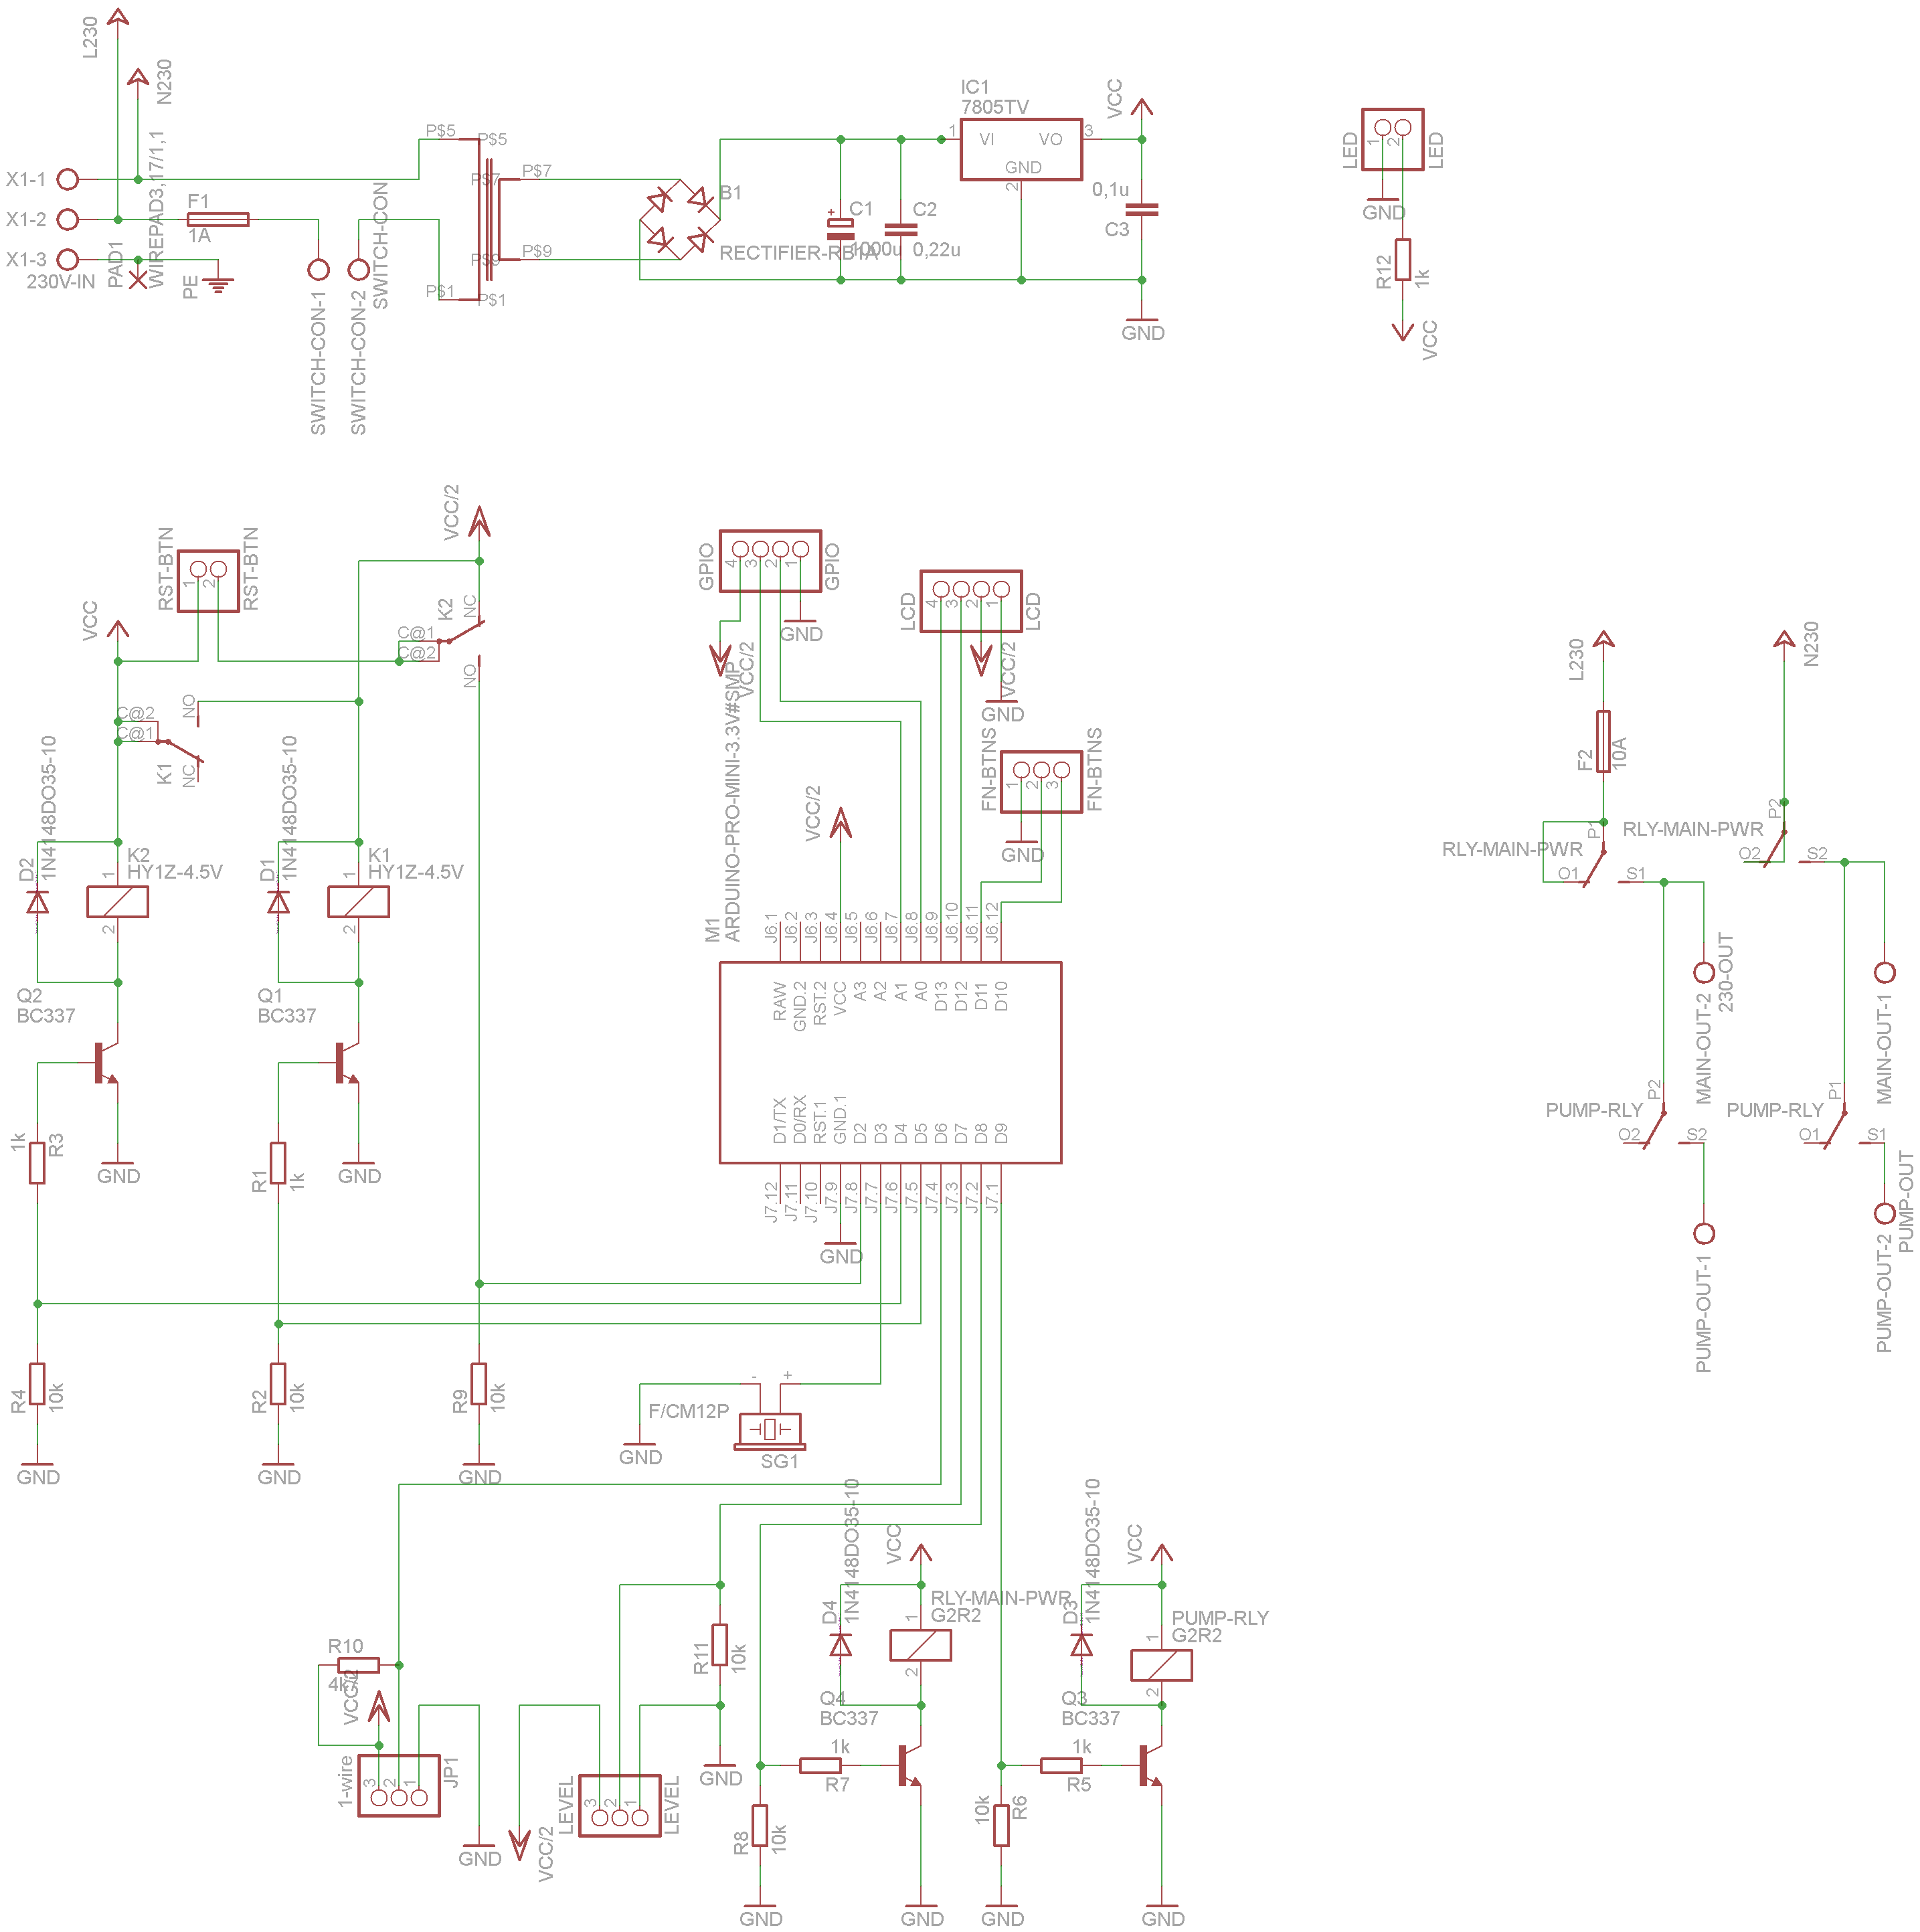 L230
N230
X1-1
X1-2
X1-3
230V-IN
PAD1
WIREPAD3,17/1,1
PE
F1
1A
SWITCH-CON-1
SWITCH-CON-2
SWITCH-CON
P$5
P$5
P$7
P$7
P$9
P$9
P$1
P$1
B1
RECTIFIER-RB1A
C1
1000u
+
C2
0,22u
IC1
7805TV
1
VI
VO
3
GND
2
VCC
0,1u
C3
GND
LED
1
2
LED
GND
R12
1k
VCC
VCC/2
RST-BTN
1
2
RST-BTN
VCC
K2
NC
C@1
C@2
NO
C@2
C@1
NO
K1
NC
D2
1N4148DO35-10
K2
HY1Z-4.5V
1
2
D1
1N4148DO35-10
K1
HY1Z-4.5V
1
2
Q2
BC337
Q1
BC337
1k
R3
GND
R1
1k
GND
R4
10k
GND
R2
10k
GND
R9
10k
GND
GPIO
4
3
2
1
GPIO
GND
VCC/2
LCD
4
3
2
1
LCD
VCC/2
GND
FN-BTNS
1
2
3
FN-BTNS
GND
VCC/2
M1
ARDUINO-PRO-MINI-3.3V#SMP
J6.1
J6.2
J6.3
J6.4
J6.5
J6.6
J6.7
J6.8
J6.9
J6.10
J6.11
J6.12
RAW
GND.2
RST.2
VCC
A3
A2
A1
A0
D13
D12
D11
D10
D1/TX
D0/RX
RST.1
GND.1
D2
D3
D4
D5
D6
D7
D8
D9
J7.12
J7.11
J7.10
J7.9
J7.8
J7.7
J7.6
J7.5
J7.4
J7.3
J7.2
J7.1
GND
L230
N230
F2
10A
P1
RLY-MAIN-PWR
O1
S1
P2
RLY-MAIN-PWR
O2
S2
MAIN-OUT-2
230-OUT
MAIN-OUT-1
P2
PUMP-RLY
O2
S2
P1
PUMP-RLY
O1
S1
PUMP-OUT-1
PUMP-OUT-2
PUMP-OUT
-
+
F/CM12P
SG1
GND
R10
4k7
VCC/2
1-wire
3
2
1
JP1
GND
VCC/2
LEVEL
3
2
1
LEVEL
R11
10k
GND
D4
1N4148DO35-10
VCC
RLY-MAIN-PWR
G2R2
1
2
Q4
BC337
1k
R7
R8
10k
GND
GND
D3
1N4148DO35-10
VCC
PUMP-RLY
G2R2
1
2
Q3
BC337
1k
R5
10k
R6
GND
GND